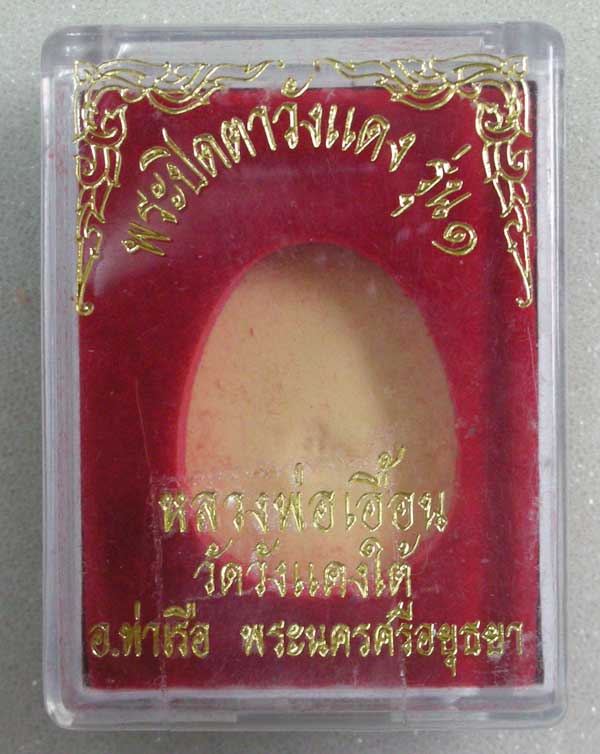 พระปิดตาวังแดง รุ่น๑
หลวงพ่อเอื้อน
วัดวังแดงใต้
อ.ท่าเรือ พระนครศรีอยุธยา